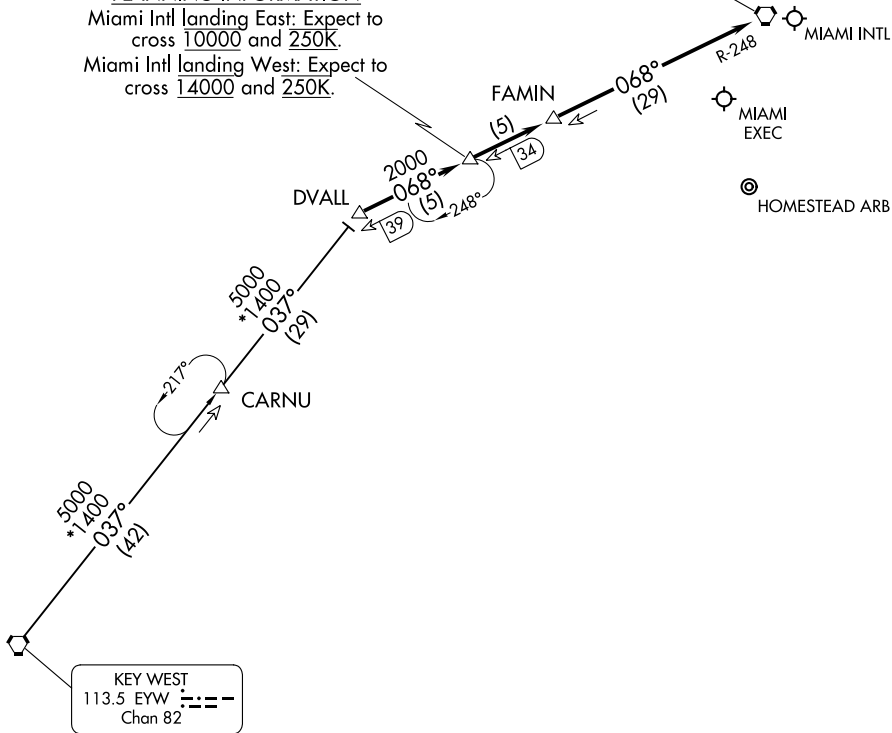 PLANNING INFORMATION
Miami Intl landing East: Expect to
cross 10000 and 250K.
Miami Intl landing West: Expect to
cross 14000 and 250K.
MIAMI INTL
R-248
068°
(29)
FAMIN
MIAMI
EXEC
(5)
34
HOMESTEAD ARB
2000
068°
(5)
248°
DVALL
39
5000
*1400
037°
(29)
217°
CARNU
5000
*1400
037°
(42)
KEY WEST
113.5 EYW
Chan 82